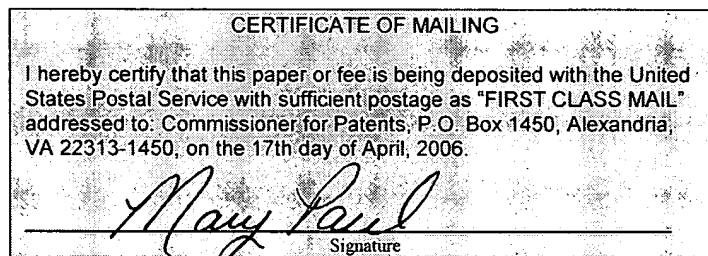 CERTIFICATE OF MAILING
I hereby certify that this paper or fee is being deposited with the United
States Postal Service with sufficient postage as "FIRST CLASS MAIL"
addressed to: Commissioner for Patents, P.O. Box 1450, Alexandria,
VA 22313-1450, on the 17th day of April, 2006.
Mary Paul
Signature